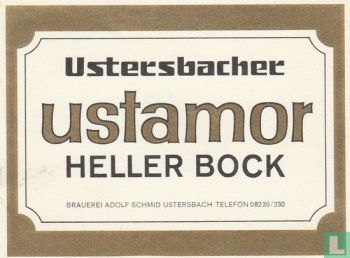 Ustersbacher
ustamor
HELLER BOCK
BRAUEREI ADOLF SCHMID USTERSBACH TELEFON 08236/230
L